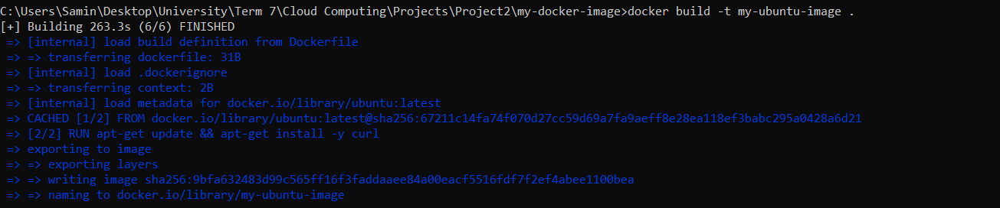 C:\Users\Samin\Desktop\University\Term 7\Cloud Computing\Projects\Project2\my-docker-image>docker build -t my-ubuntu-image .
[+] Building 263.3s (6/6) FINISHED
=> [internal] load build definition from Dockerfile
=> => transferring dockerfile: 31B
=> [internal] load .dockerignore
=> => transferring context: 2B
=> [internal] load metadata for docker.io/library/ubuntu:latest
=> CACHED [1/2] FROM docker.io/library/ubuntu:latest@sha256:67211c14fa74f070d27cc59d69a7fa9aeff8e28ea118ef3babc295a0428a6d21
=> [2/2] RUN apt-get update && apt-get install -y curl
=> exporting to image
=> => exporting layers
=> => writing image sha256:9bfa632483d99c565ff16f3faddaaee84a00eacf5516fdf7f2ef4abee1100bea
=> => naming to docker.io/library/my-ubuntu-image